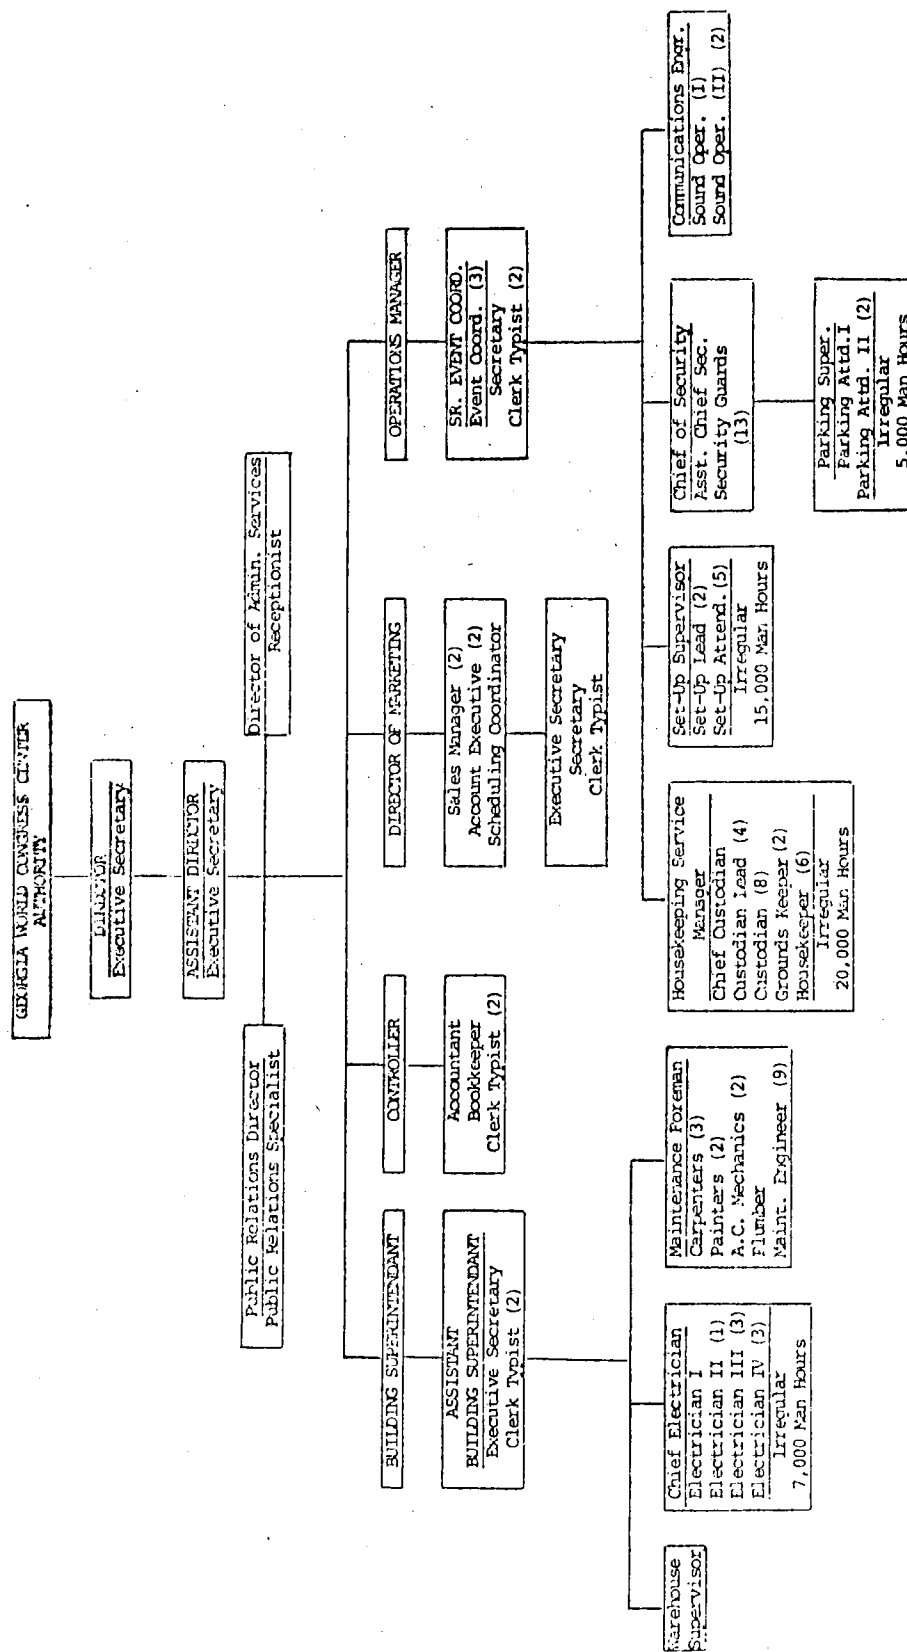 GEORGIA WORLD CONGRESS CENTER
AUTHORITY
DIRECTOR
Executive Secretary
ASSISTANT DIRECTOR
Executive Secretary
Public Relations Director
Public Relations Specialist
Director of Admin. Services
Receptionist
BUILDING SUPERINTENDANT
CONTROLLER
DIRECTOR OF MARKETING
OPERATIONS MANAGER
ASSISTANT
BUILDING SUPERINTENDANT
Executive Secretary
Clerk Typist (2)
Accountant
Bookkeeper
Clerk Typist (2)
Sales Manager (2)
Account Executive (2)
Scheduling Coordinator
Executive Secretary
Secretary
Clerk Typist
SR. EVENT COORD.
Event Coord. (3)
Secretary
Clerk Typist (2)
Warehouse
Supervisor
Chief Electrician
Electrician I
Electrician II (1)
Electrician III (3)
Electrician IV (3)
Irregular
7,000 Man Hours
Maintenance Foreman
Carpenters (3)
Painters (2)
A.C. Mechanics (2)
Plumber
Maint. Engineer (9)
Housekeeping Service
Manager
Chief Custodian
Custodian Lead (4)
Custodian (8)
Grounds Keeper (2)
Housekeeper (6)
Irregular
20,000 Man Hours
Set-Up Supervisor
Set-Up Lead (2)
Set-Up Attend. (5)
Irregular
15,000 Man Hours
Chief of Security
Asst. Chief Sec.
Security Guards
(13)
Parking Super.
Parking Attd.I
Parking Attd. II (2)
Irregular
5,000 Man Hours
Communications Engr.
Sound Oper. (I)
Sound Oper. (II) (2)